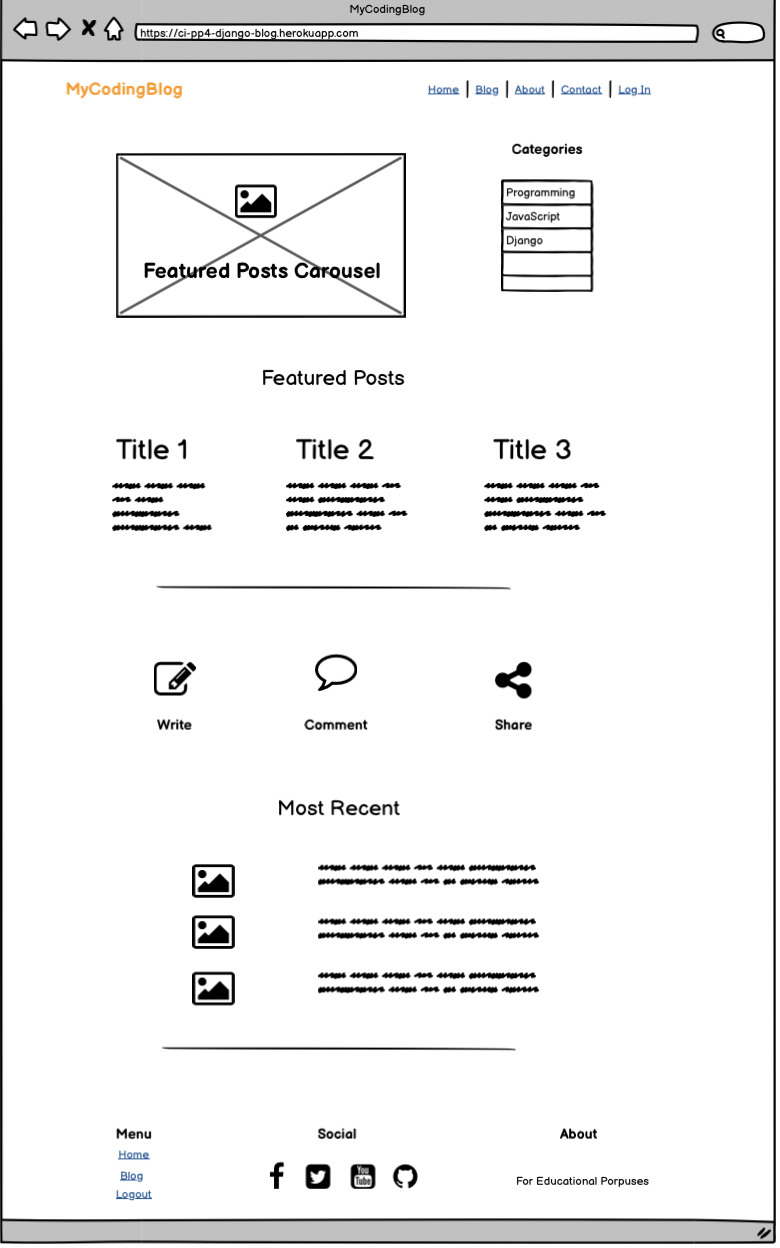 MyCodingBlog
https://ci-pp4-django-blog.herokuapp.com
MyCodingBlog
Home | Blog | About | Contact | Log In
Categories
Programming
JavaScript
Django
Featured Posts Carousel
Featured Posts
Title 1
Title 2
Title 3
Write
Comment
Share
Most Recent
Menu
Home
Blog
Logout
Social
You
Tube
About
For Educational Porpuses